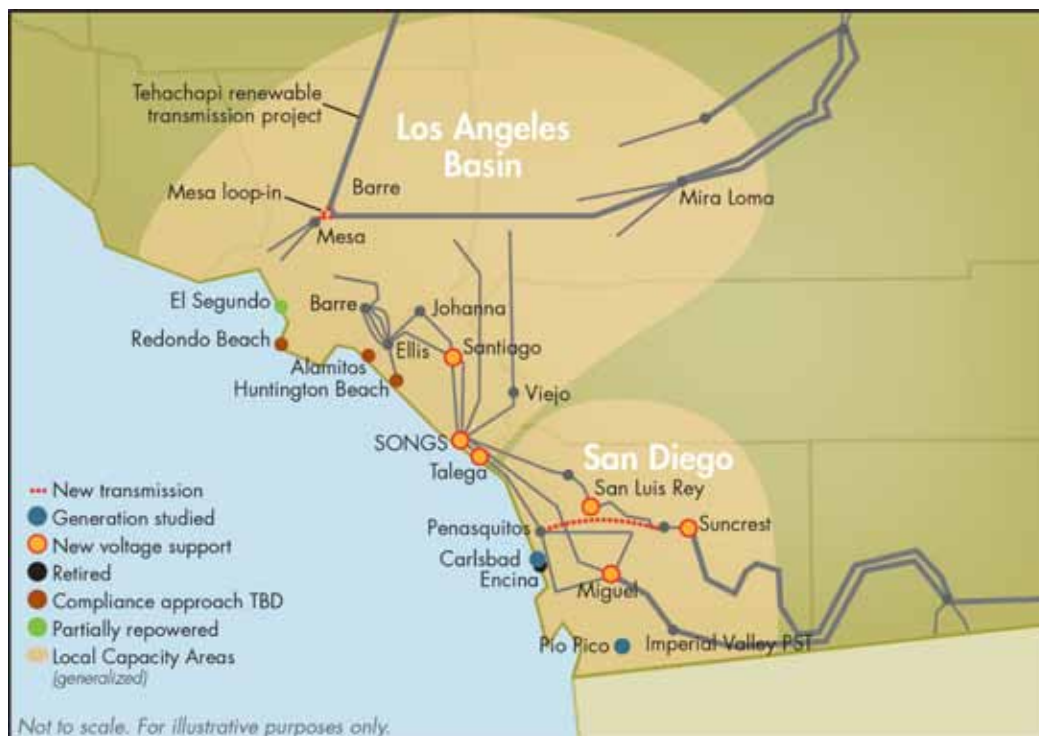 Tehachapi renewable
transmission project
Los Angeles
Basin
Mesa loop-in
Barre
Mira Loma
Mesa
El Segundo
Barre
Johanna
Redondo Beach
Ellis
Santiago
Alamitos
Huntington Beach
Viejo
SONGS
Talega
San Diego
San Luis Rey
Penasquitos
Suncrest
Carlsbad
Encina
Miguel
Pio Pico
Imperial Valley PST
New transmission
Generation studied
New voltage support
Retired
Compliance approach TBD
Partially repowered
Local Capacity Areas
(generalized)
Not to scale. For illustrative purposes only.